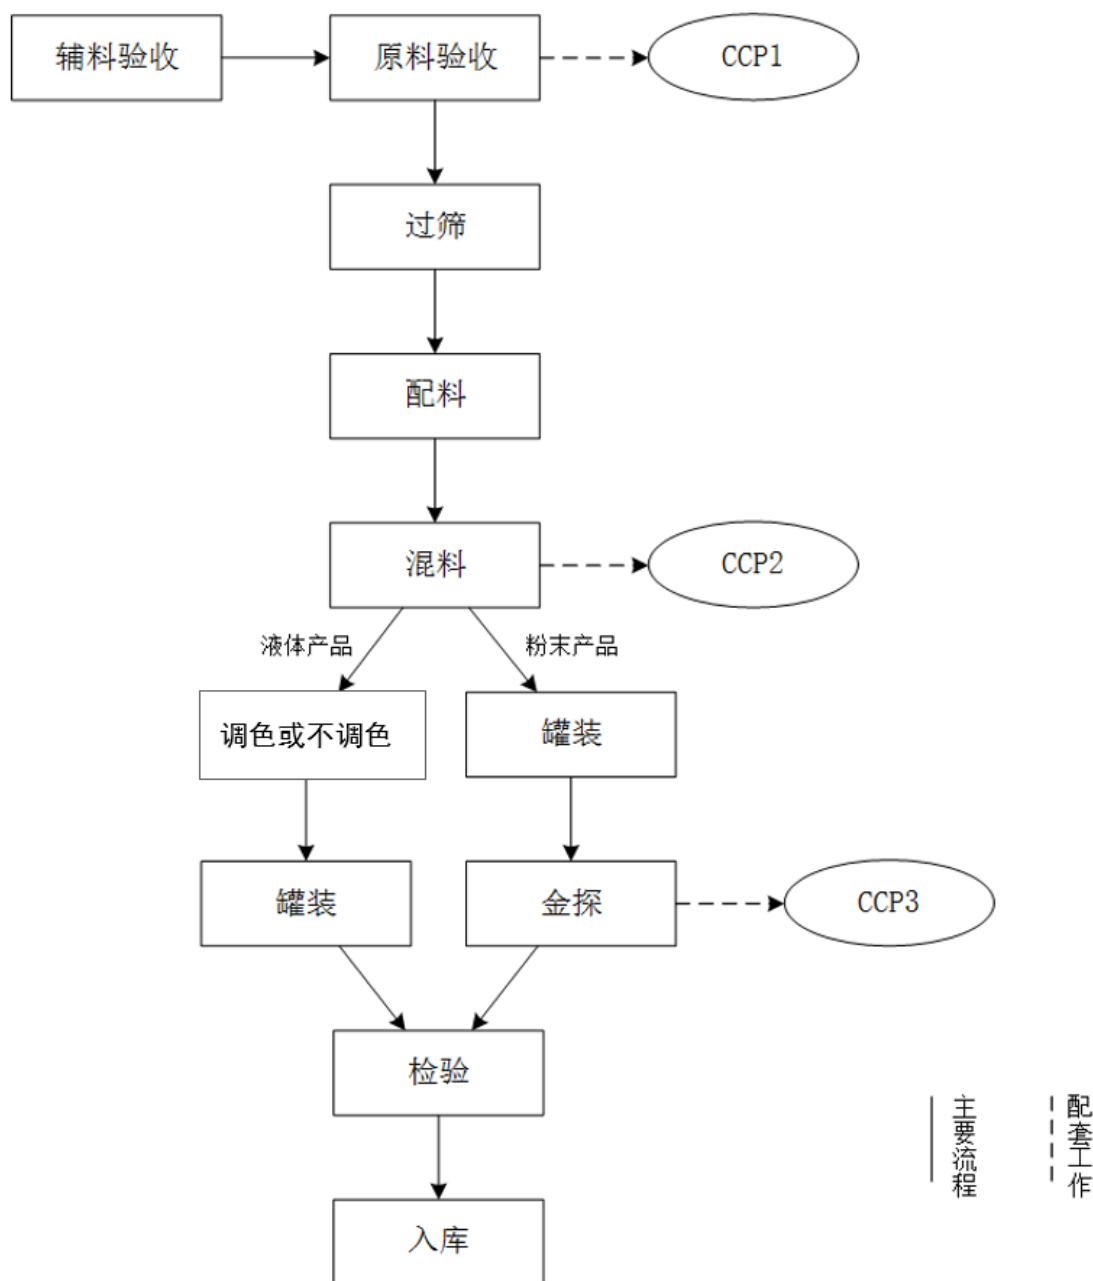 辅料验收
原料验收
CCP1
过筛
配料
混料
CCP2
液体产品
粉末产品
调色或不调色
罐装
罐装
金探
CCP3
检验
主要流程
配套工作
入库